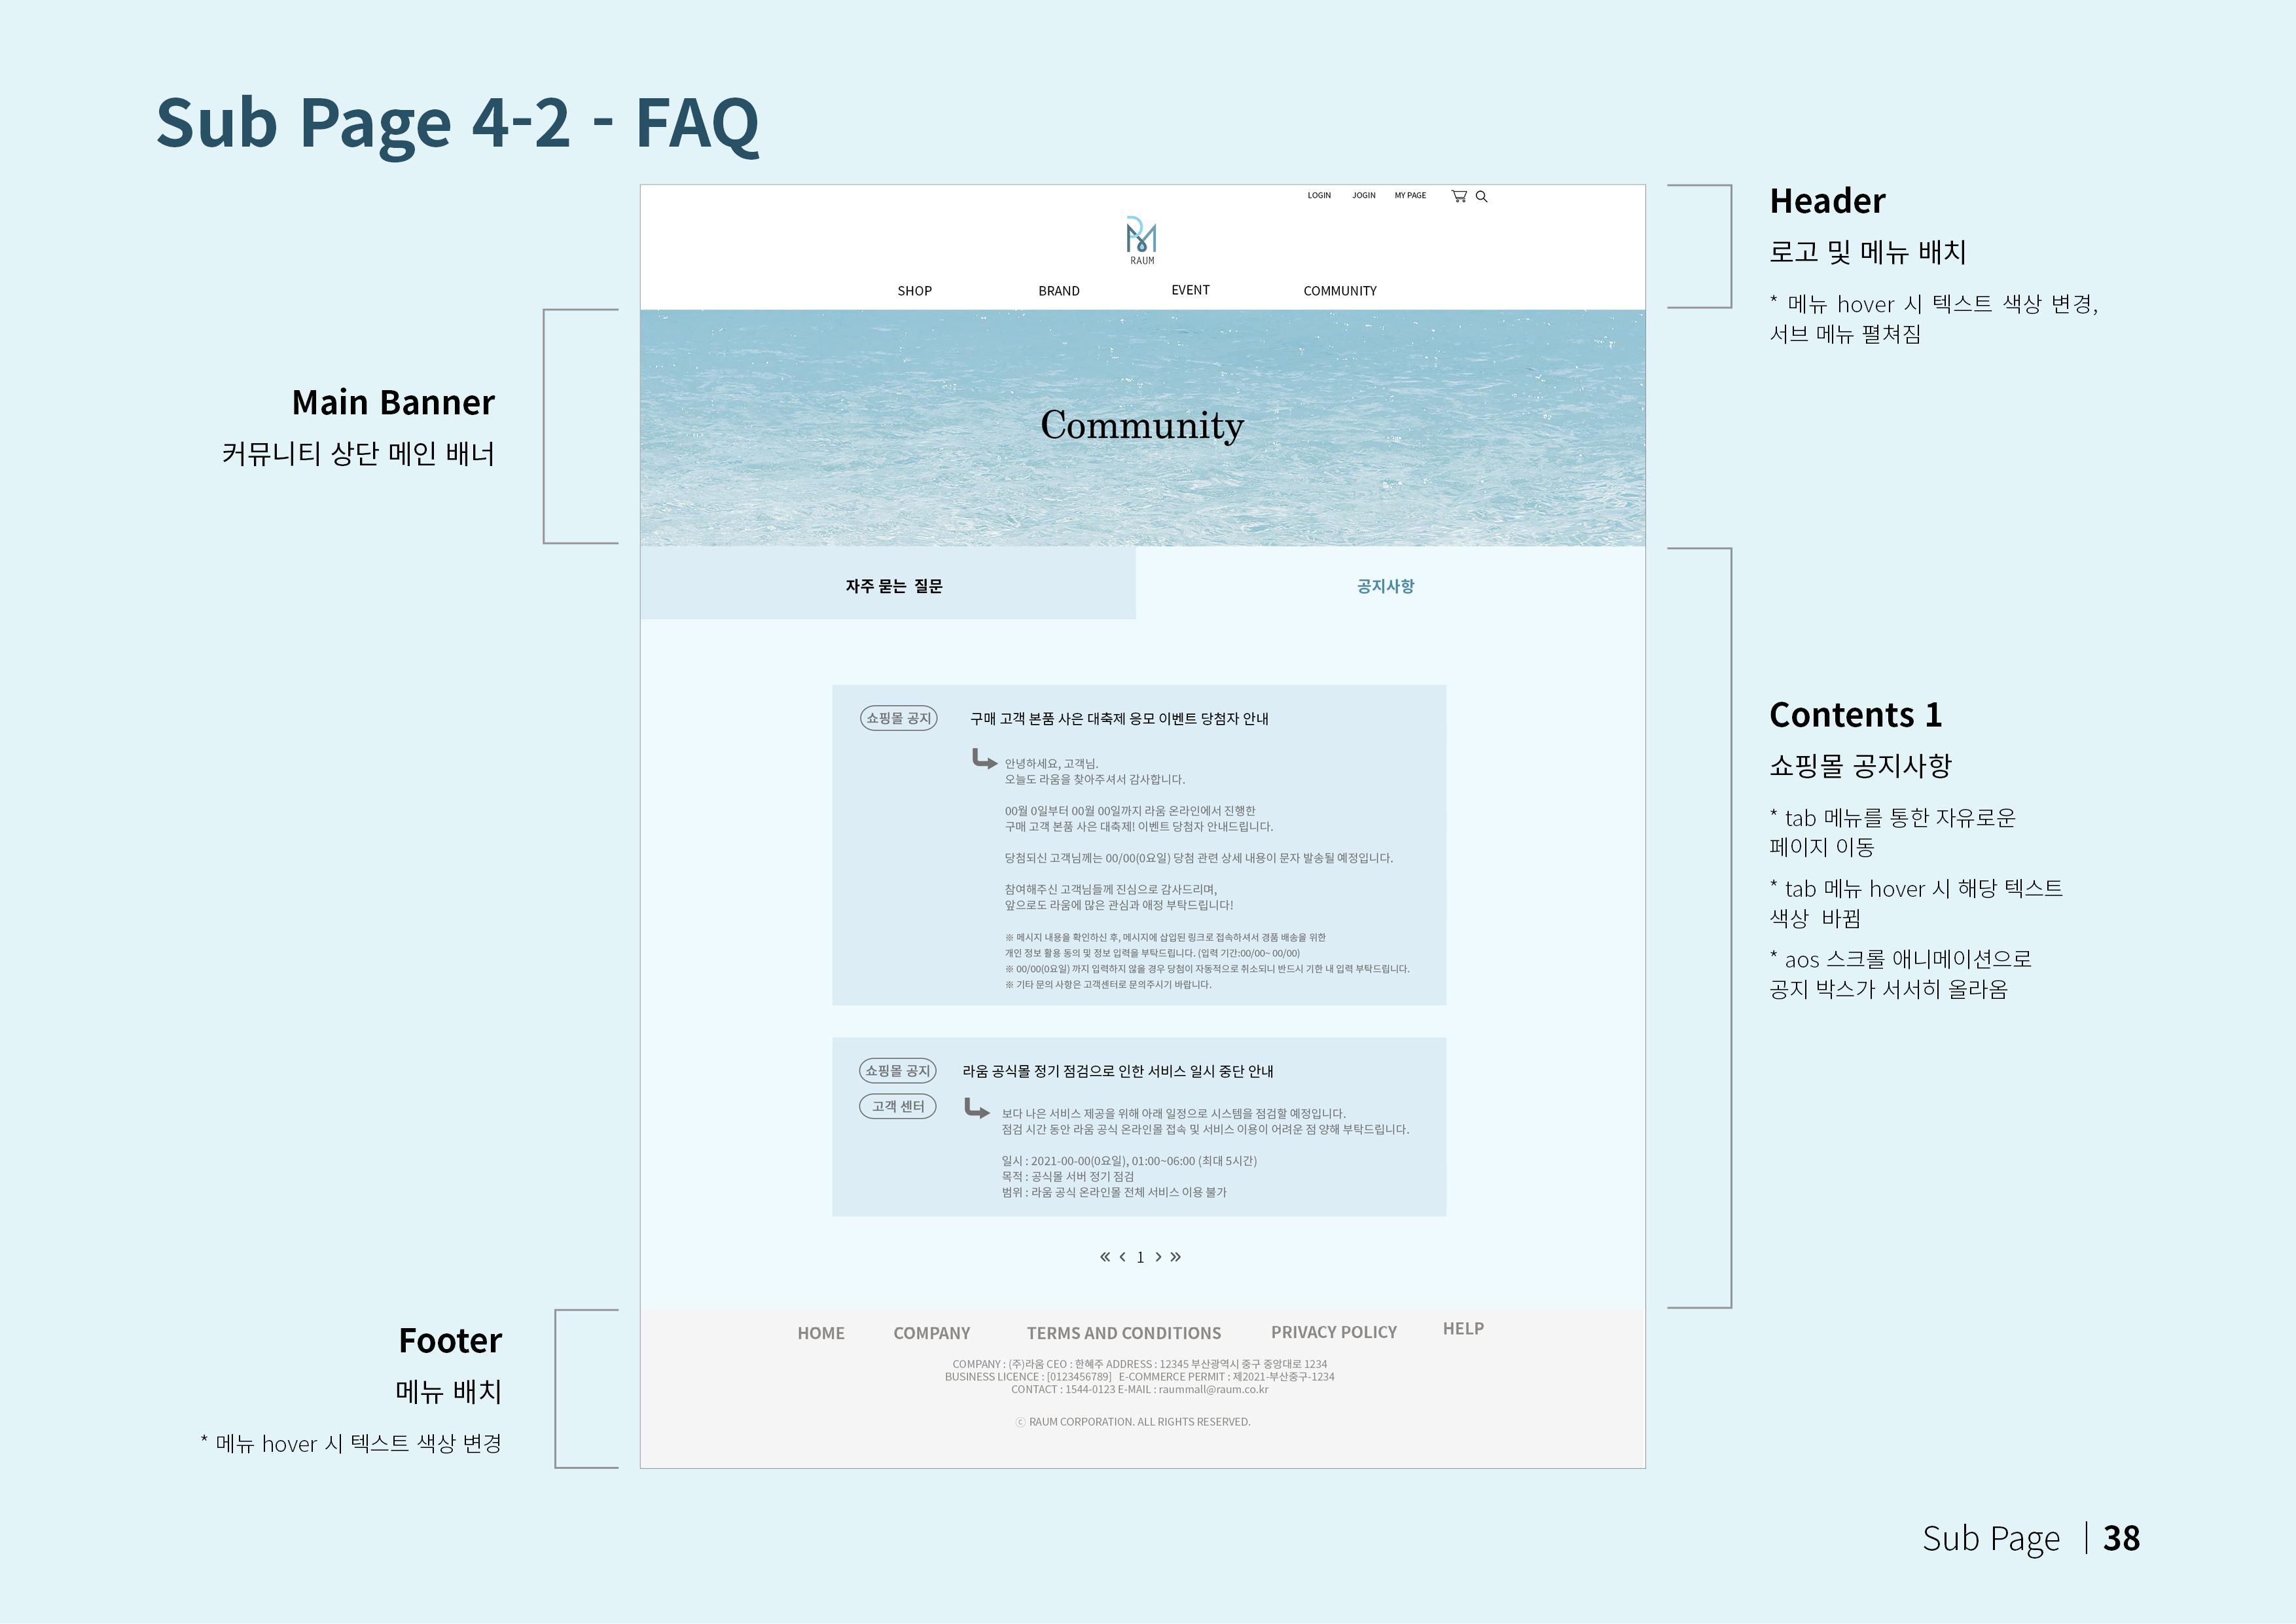 Sub Page 4-2 - FAQ
LOGIN JOGIN MY PAGE
RAUM
SHOP BRAND EVENT COMMUNITY
Header
로고 및 메뉴 배치
* 메뉴 hover 시 텍스트 색상 변경,
서브 메뉴 펼쳐짐
Main Banner
커뮤니티 상단 메인 배너
Community
자주 묻는 질문 공지사항
쇼핑몰 공지 구매 고객 본품 사은 대축제 응모 이벤트 당첨자 안내
안녕하세요, 고객님.
오늘도 라움을 찾아주셔서 감사합니다.
00월 0일부터 00월 00일까지 라움 온라인에서 진행한
구매 고객 본품 사은 대축제! 이벤트 당첨자 안내드립니다.
당첨되신 고객님께는 00/00(0요일) 당첨 관련 상세 내용이 문자 발송될 예정입니다.
참여해주신 고객님들께 진심으로 감사드리며,
앞으로도 라움에 많은 관심과 애정 부탁드립니다!
※ 메시지 내용을 확인하신 후, 메시지에 삽입된 링크로 접속하셔서 경품 배송을 위한
개인 정보 활용 동의 및 정보 입력을 부탁드립니다. (입력 기간:00/00~ 00/00)
※ 00/00(0요일) 까지 입력하지 않을 경우 당첨이 자동적으로 취소되니 반드시 기한 내 입력 부탁드립니다.
※ 기타 문의 사항은 고객센터로 문의주시기 바랍니다.
쇼핑몰 공지 라움 공식몰 정기 점검으로 인한 서비스 일시 중단 안내
고객 센터
보다 나은 서비스 제공을 위해 아래 일정으로 시스템을 점검할 예정입니다.
점검 시간 동안 라움 공식 온라인몰 접속 및 서비스 이용이 어려운 점 양해 부탁드립니다.
일시 : 2021-00-00(0요일), 01:00~06:00 (최대 5시간)
목적 : 공식몰 서버 정기 점검
범위 : 라움 공식 온라인몰 전체 서비스 이용 불가
« ‹ 1 › »
Contents 1
쇼핑몰 공지사항
* tab 메뉴를 통한 자유로운
페이지 이동
* tab 메뉴 hover 시 해당 텍스트
색상 바뀜
* aos 스크롤 애니메이션으로
공지 박스가 서서히 올라옴
Footer
메뉴 배치
* 메뉴 hover 시 텍스트 색상 변경
HOME COMPANY TERMS AND CONDITIONS PRIVACY POLICY HELP
COMPANY : (주)라움 CEO : 한혜주 ADDRESS : 12345 부산광역시 중구 중앙대로 1234
BUSINESS LICENCE : [0123456789] E-COMMERCE PERMIT : 제2021-부산중구-1234
CONTACT : 1544-0123 E-MAIL : raummall@raum.co.kr
ⓒ RAUM CORPORATION. ALL RIGHTS RESERVED.
Sub Page | 38